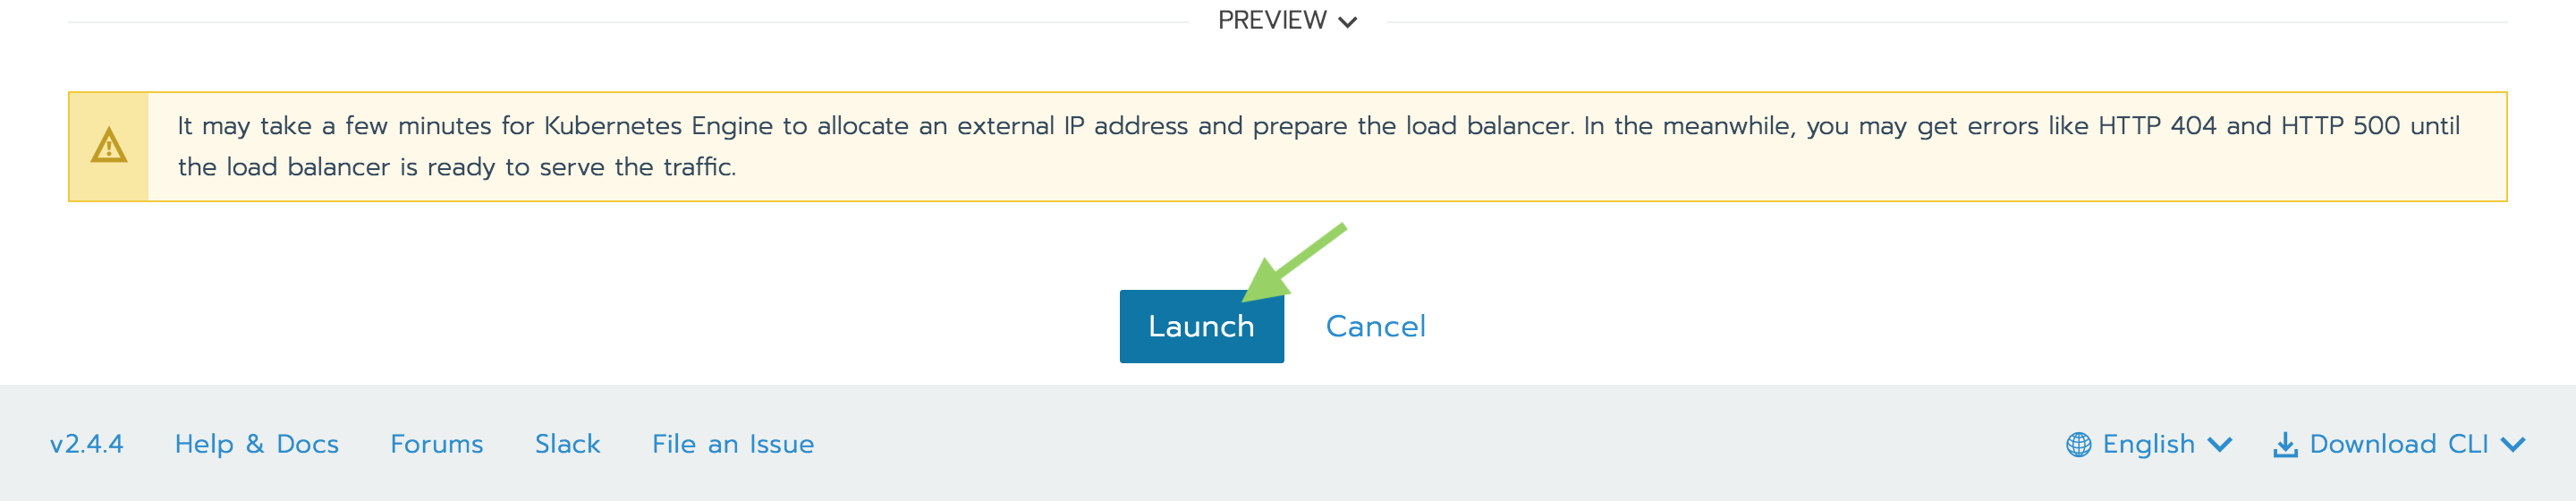 PREVIEW
It may take a few minutes for Kubernetes Engine to allocate an external IP address and prepare the load balancer. In the meanwhile, you may get errors like HTTP 404 and HTTP 500 until
the load balancer is ready to serve the traffic.
Launch Cancel
v2.4.4 Help & Docs Forums Slack File an Issue English Download CLI